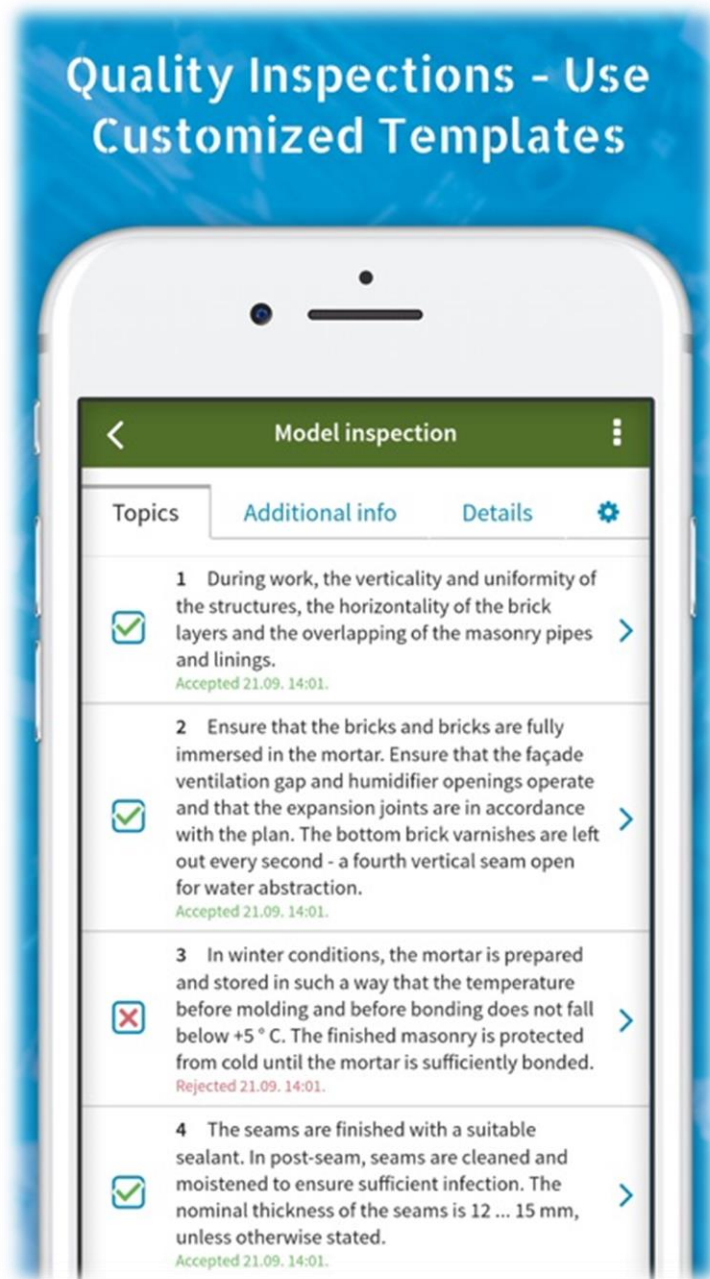 Quality Inspections - Use
Customized Templates
Model inspection
Topics
Additional info
Details
1 During work, the verticality and uniformity of
the structures, the horizontality of the brick
layers and the overlapping of the masonry pipes
and linings.
Accepted 21.09. 14:01.
2 Ensure that the bricks and bricks are fully
immersed in the mortar. Ensure that the façade
ventilation gap and humidifier openings operate
and that the expansion joints are in accordance
with the plan. The bottom brick varnishes are left
out every second - a fourth vertical seam open
for water abstraction.
Accepted 21.09. 14:01.
3 In winter conditions, the mortar is prepared
and stored in such a way that the temperature
before molding and before bonding does not fall
below +5 ° C. The finished masonry is protected
from cold until the mortar is sufficiently bonded.
Rejected 21.09. 14:01.
4 The seams are finished with a suitable
sealant. In post-seam, seams are cleaned and
moistened to ensure sufficient infection. The
nominal thickness of the seams is 12 ... 15 mm,
unless otherwise stated.
Accepted 21.09. 14:01.